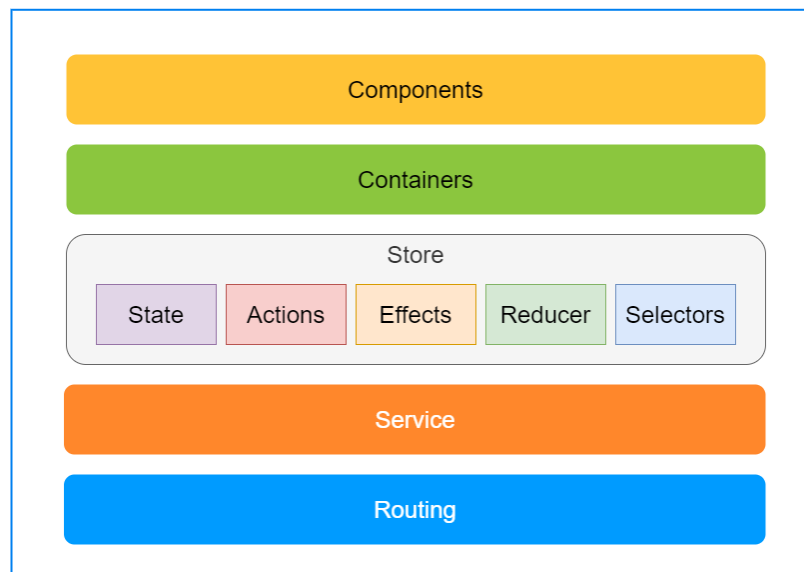 Components
Containers
Store
State Actions Effects Reducer Selectors
Service
Routing